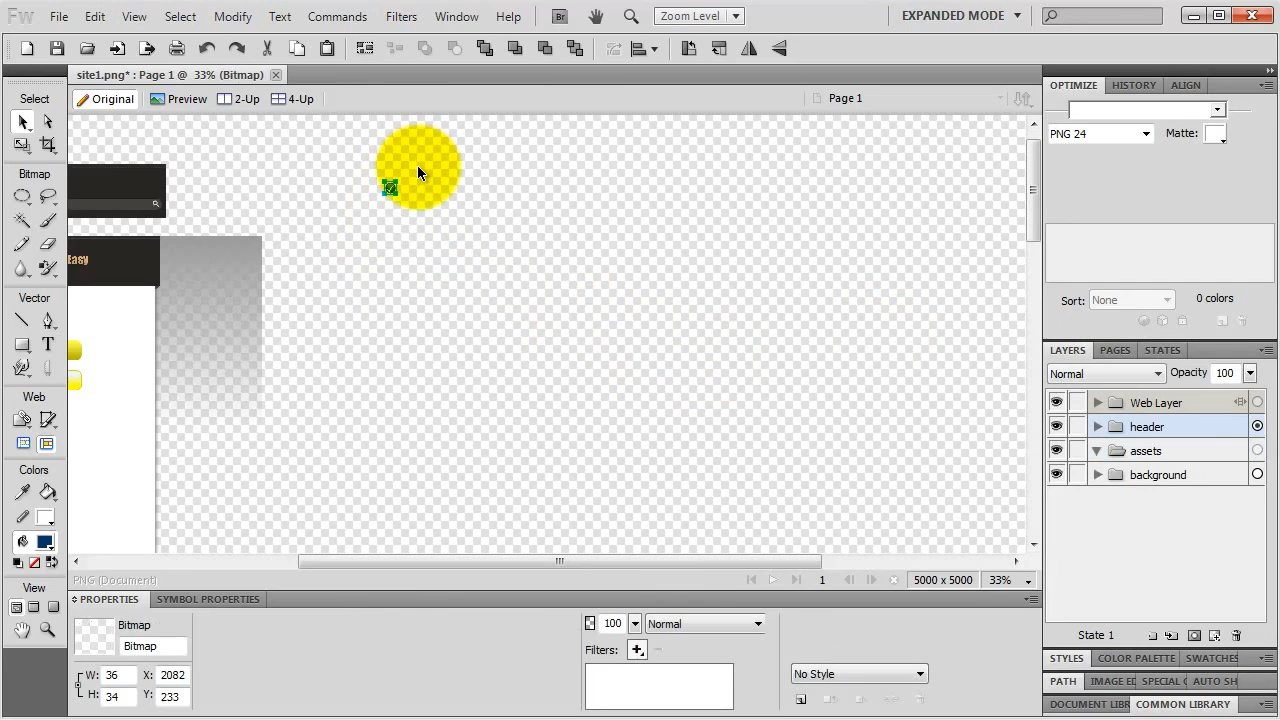 Fw File Edit View Select Modify Text Commands Filters Window Help Br Zoom Level EXPANDED MODE
site1.png* : Page 1 @ 33% (Bitmap)
Original Preview 2-Up 4-Up Page 1
Select
Bitmap
Vector
Web
Colors
View
Easy
PNG (Document) 1 5000 x 5000 33%
PROPERTIES SYMBOL PROPERTIES
Bitmap
Bitmap
W: 36 X: 2082
H: 34 Y: 233
100 Normal
Filters:
No Style
OPTIMIZE HISTORY ALIGN
PNG 24 Matte:
Sort: None 0 colors
LAYERS PAGES STATES
Normal Opacity 100
Web Layer
header
assets
background
State 1
STYLES COLOR PALETTE SWATCHES
PATH IMAGE ED SPECIAL C AUTO SH
DOCUMENT LIBR COMMON LIBRARY